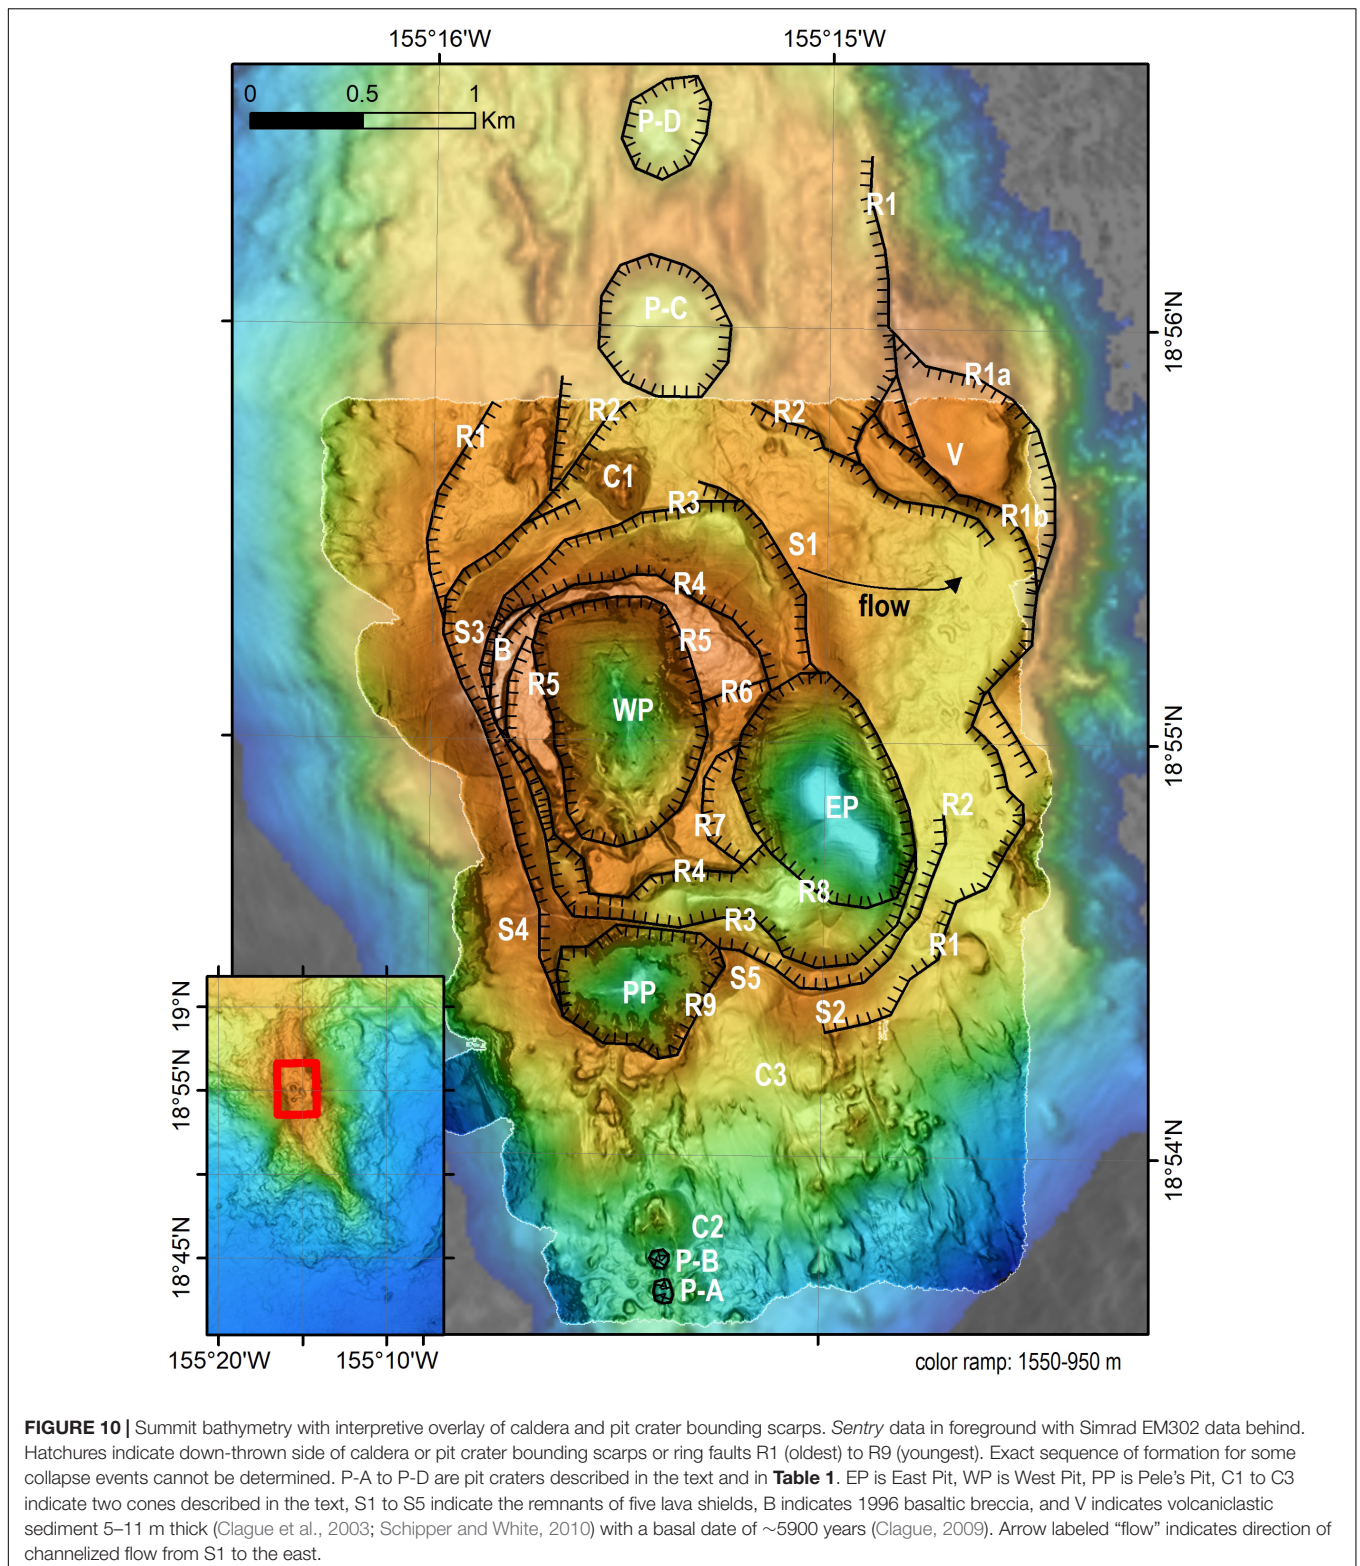 155°16'W 155°15'W
0 0.5 1
Km
P-D
R1
P-C
18°56'N
R1a
R2 R2
R1
V
C1
R3
R1b
S1
R4
flow
S3
B
R5
R5
R6
WP
18°55'N
EP
R2
R7
R4
R8
R3
S4
R1
S5
PP
R9
S2
19°N
C3
18°55'N
18°54'N
C2
18°45'N
P-B
P-A
155°20'W 155°10'W
color ramp: 1550-950 m
FIGURE 10 | Summit bathymetry with interpretive overlay of caldera and pit crater bounding scarps. Sentry data in foreground with Simrad EM302 data behind.
Hatchures indicate down-thrown side of caldera or pit crater bounding scarps or ring faults R1 (oldest) to R9 (youngest). Exact sequence of formation for some
collapse events cannot be determined. P-A to P-D are pit craters described in the text and in Table 1. EP is East Pit, WP is West Pit, PP is Pele's Pit, C1 to C3
indicate two cones described in the text, S1 to S5 indicate the remnants of five lava shields, B indicates 1996 basaltic breccia, and V indicates volcaniclastic
sediment 5–11 m thick (Clague et al., 2003; Schipper and White, 2010) with a basal date of ~5900 years (Clague, 2009). Arrow labeled “flow” indicates direction of
channelized flow from S1 to the east.